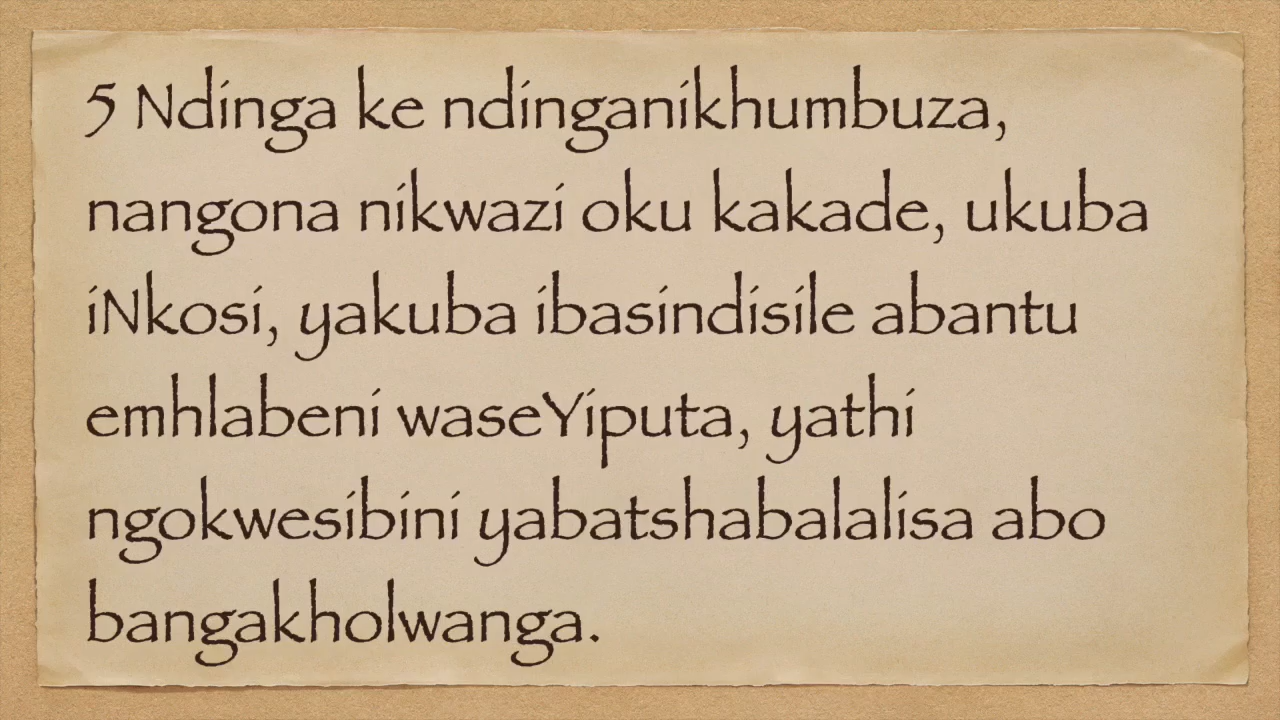 5 Ndinga ke ndinganikhumbuza,
nangona nikwazi oku kakade, ukuba
iNkosi, yakuba ibasindisile abantu
emhlabeni waseYiputa, yathi
ngokwesibini yabatshabalalisa abo
bangakholwanga.